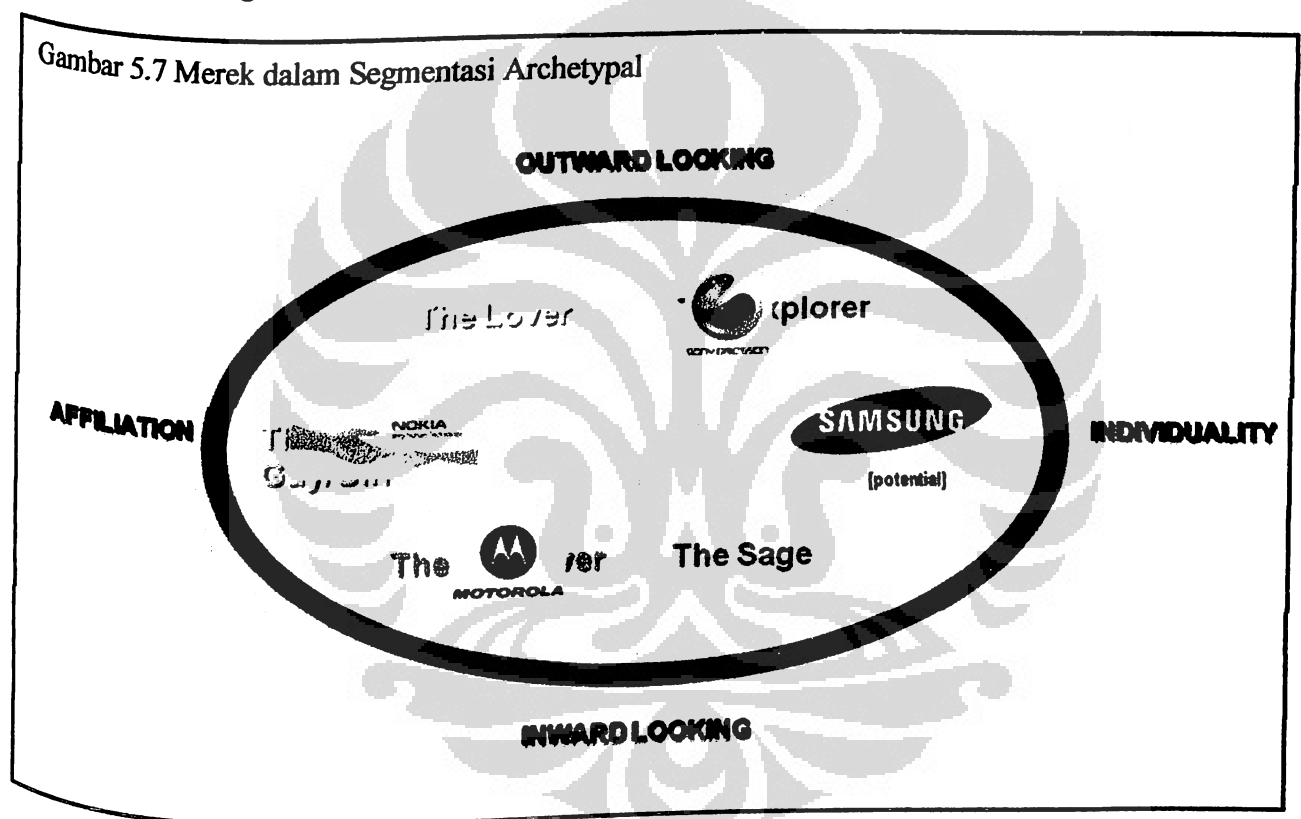 Gambar 5.7 Merek dalam Segmentasi Archetypal
OUTWARD LOOKING
The Lover
xplorer
AFFILIATION
NOKIA
SAMSUNG
INDIVIDUALITY
[potential]
The
The Sage
MOTOROLA
INWARD LOOKING